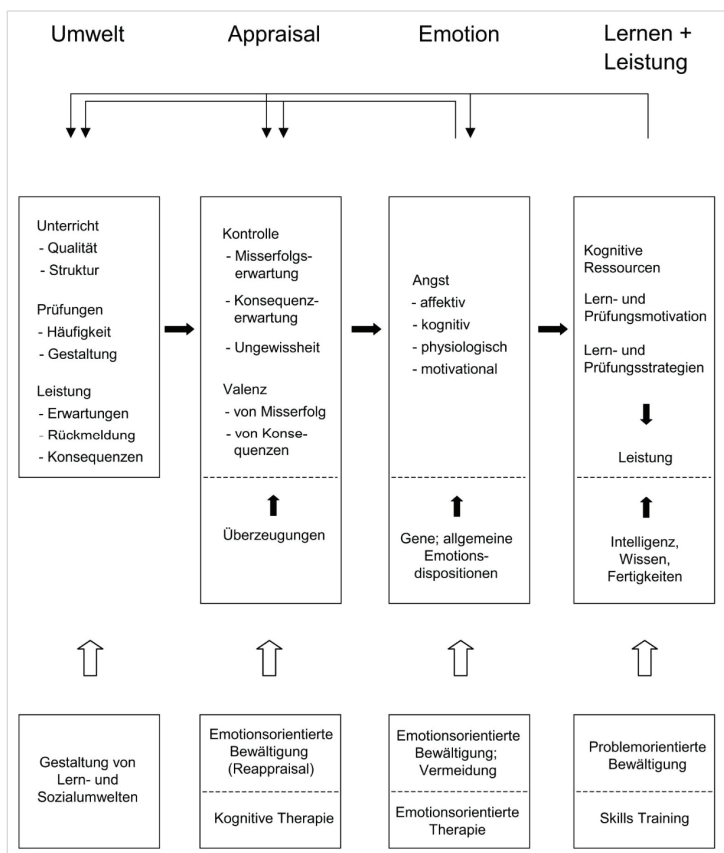 Umwelt
Appraisal
Emotion
Lernen +
Leistung
Unterricht
- Qualität
- Struktur
Prüfungen
- Häufigkeit
- Gestaltung
Leistung
- Erwartungen
- Rückmeldung
- Konsequenzen
Kontrolle
- Misserfolgs-
erwartung
- Konsequenz-
erwartung
- Ungewissheit
Valenz
- von Misserfolg
- von Konse-
quenzen
Überzeugungen
Angst
- affektiv
- kognitiv
- physiologisch
- motivational
Gene; allgemeine
Emotions-
dispositionen
Kognitive
Ressourcen
Lern- und
Prüfungsmotivation
Lern- und
Prüfungsstrategien
Leistung
Intelligenz,
Wissen,
Fertigkeiten
Gestaltung von
Lern- und
Sozialumwelten
Emotionsorientierte
Bewältigung
(Reappraisal)
Kognitive Therapie
Emotionsorientierte
Bewältigung;
Vermeidung
Emotionsorientierte
Therapie
Problemorientierte
Bewältigung
Skills Training